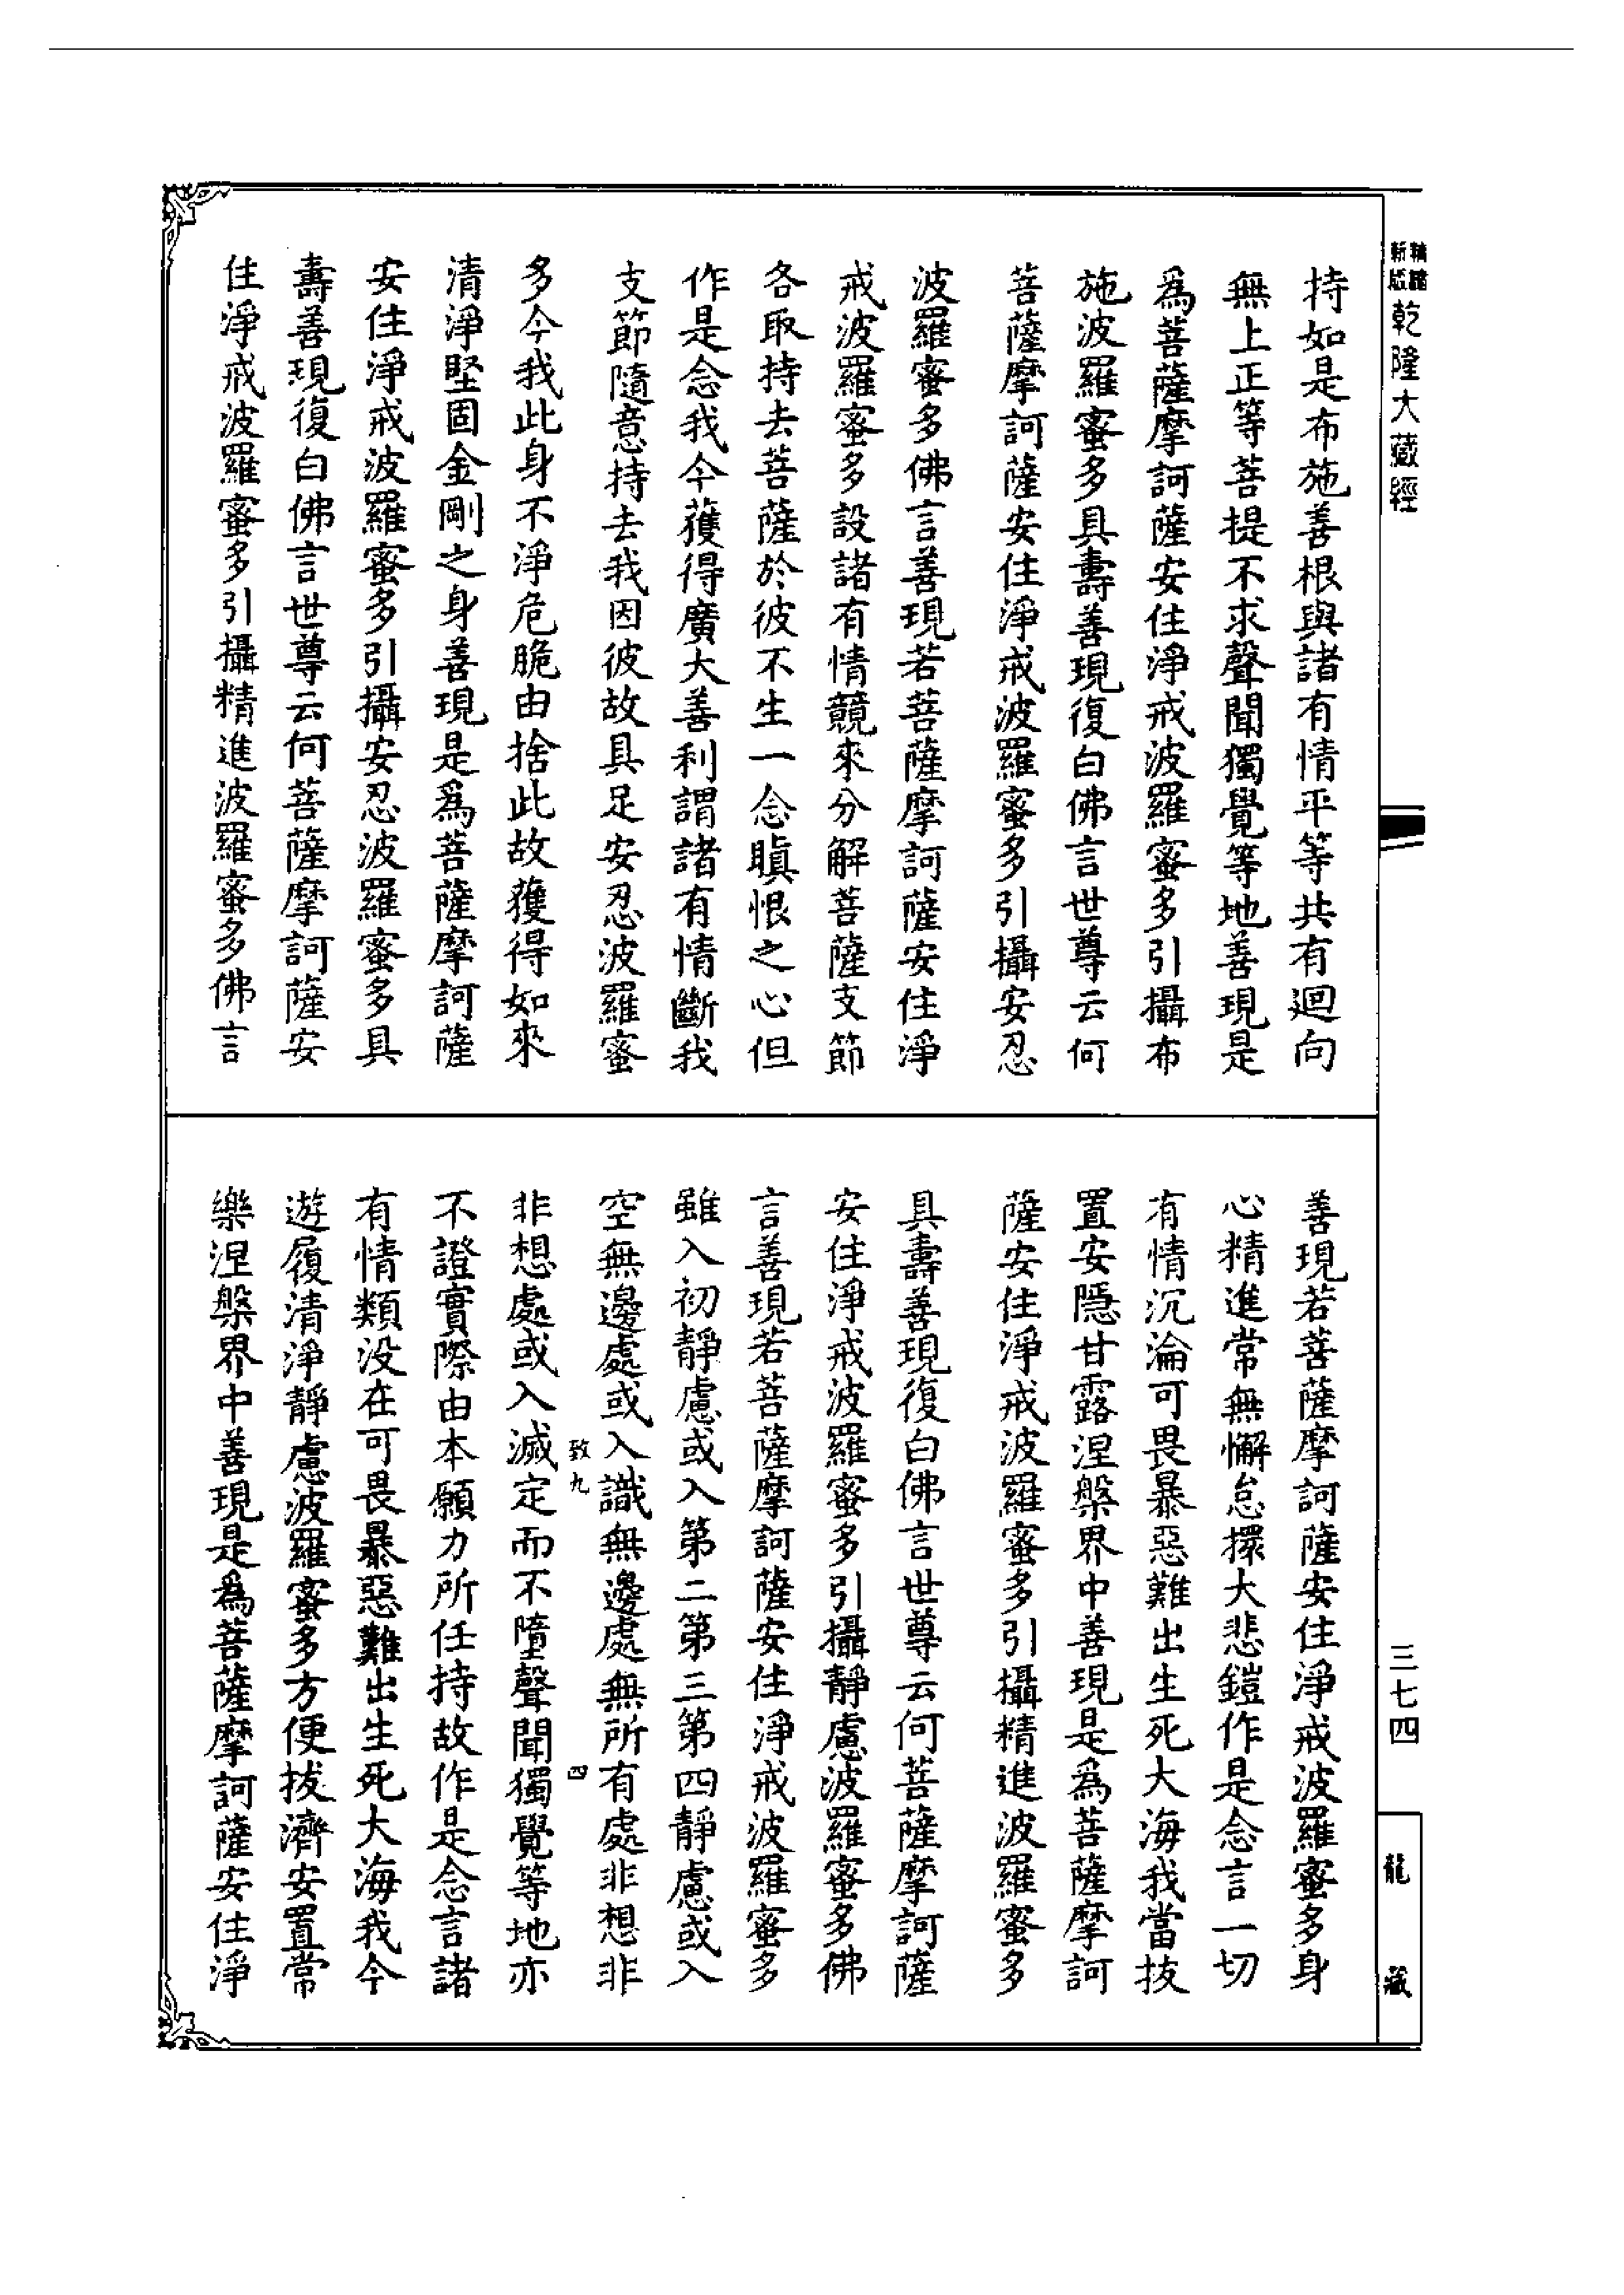 乾隆大藏經
持如是布施善根與諸有情平等共有迴向
無上正等菩提不求聲聞獨覺等地善現是
爲菩薩摩訶薩安住淨戒波羅蜜多引攝布
施波羅蜜多具壽善現復白佛言世尊云何
菩薩摩訶薩安住淨戒波羅蜜多引攝安忍
波羅蜜多佛言善現若菩薩摩訶薩安住淨
戒波羅蜜多設諸有情競來分解菩薩支節
各取持去菩薩於彼不生一念瞋恨之心但
作是念我今獲得廣大善利謂諸有情斷我
支節隨意持去我因彼故具足安忍波羅蜜
多今我此身不淨危脆由捨此故獲得如來
清淨堅固金剛之身善現是爲菩薩摩訶薩
安住淨戒波羅蜜多引攝安忍波羅蜜多具
壽善現復白佛言世尊云何菩薩摩訶薩安
住淨戒波羅蜜多引攝精進波羅蜜多佛言
善現若菩薩摩訶薩安住淨戒波羅蜜多身
心精進常無懈怠擐大悲鎧作是念言一切
有情沉淪可畏暴惡難出生死大海我當拔
置安隱甘露涅槃界中善現是爲菩薩摩訶
薩安住淨戒波羅蜜多引攝精進波羅蜜多
具壽善現復白佛言世尊云何菩薩摩訶薩
安住淨戒波羅蜜多引攝靜慮波羅蜜多佛
言善現若菩薩摩訶薩安住淨戒波羅蜜多
雖入初靜慮或入第二第三第四靜慮或入
空無邊處或入識無邊處無所有處非想非
致九
四
非想處或入滅定而不墮聲聞獨覺等地亦
不證實際由本願力所任持故作是念言諸
有情類没在可畏暴惡難出生死大海我今
遊履清淨靜慮波羅蜜多方便拔濟安置常
樂涅槃界中善現是爲菩薩摩訶薩安住淨
三七四
龍藏